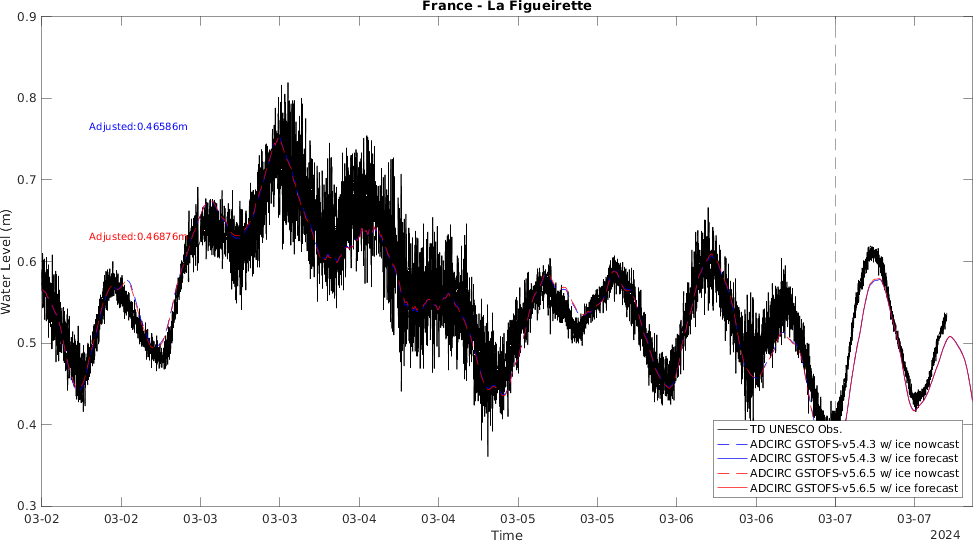 France - La Figueirette
0.9
0.8
0.7
0.6
0.5
0.4
0.3
Water Level (m)
Adjusted:0.46586m
Adjusted:0.46876m
TD UNESCO Obs.
ADCIRC GSTOFS-v5.4.3 w/ ice nowcast
ADCIRC GSTOFS-v5.4.3 w/ ice forecast
ADCIRC GSTOFS-v5.6.5 w/ ice nowcast
ADCIRC GSTOFS-v5.6.5 w/ ice forecast
03-02 03-02 03-03 03-03 03-04 03-04 03-05 03-05 03-06 03-06 03-07 03-07
Time
2024